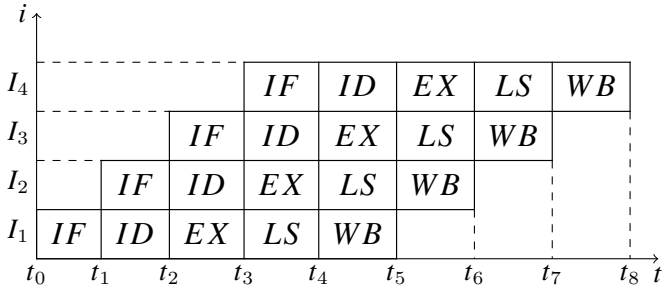 i
I₄ IF ID EX LS WB
I₃ IF ID EX LS WB
I₂ IF ID EX LS WB
I₁ IF ID EX LS WB
t₀ t₁ t₂ t₃ t₄ t₅ t₆ t₇ t₈ t